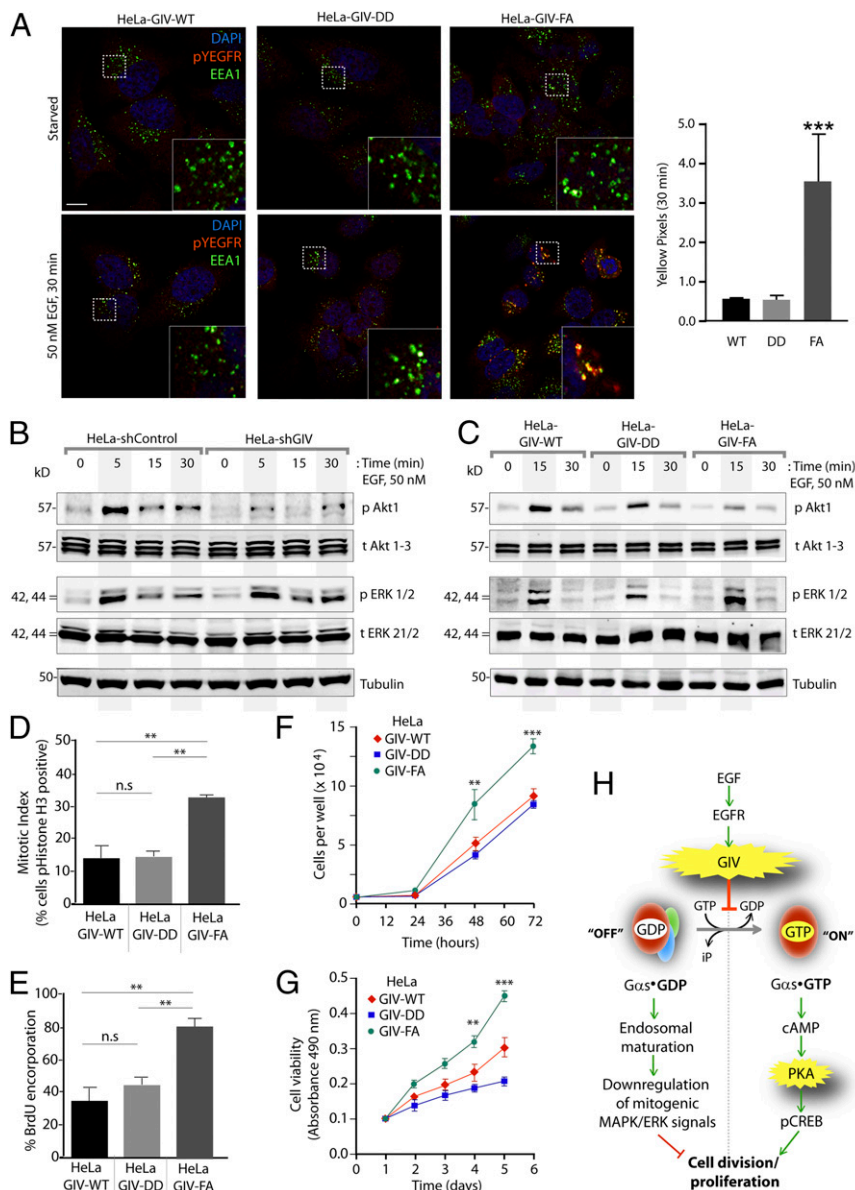 A
HeLa-GIV-WT
HeLa-GIV-DD
HeLa-GIV-FA
Starved
DAPI
pYEGFR
EEA1
50 nM EGF, 30 min
DAPI
pYEGFR
EEA1
Yellow Pixels (30 min)
5.0
4.0
3.0
2.0
1.0
0.0
***
WT DD FA
B
HeLa-shControl HeLa-shGIV
kD
0 5 15 30 0 5 15 30 : Time (min)
EGF, 50 nM
57- p Akt1
57- t Akt 1-3
42, 44 = p ERK 1/2
42, 44 = t ERK 21/2
50- Tubulin
C
HeLa-GIV-WT
HeLa-GIV-DD
HeLa-GIV-FA
kD
0 15 30 0 15 30 0 15 30 : Time (min)
EGF, 50 nM
57- p Akt1
57- t Akt 1-3
42, 44 = p ERK 1/2
42, 44 = t ERK 21/2
50- Tubulin
D
Mitotic Index
(% cells pHistone H3 positive)
50
40
30
20
10
0
**
**
n.s
HeLa GIV-WT
HeLa GIV-DD
HeLa GIV-FA
E
% BrdU encorporation
100
80
60
40
20
0
**
**
n.s
HeLa GIV-WT
HeLa GIV-DD
HeLa GIV-FA
F
Cells per well (x 10⁴)
15
10
5
0
HeLa
GIV-WT
GIV-DD
GIV-FA
**
***
0 12 24 36 48 60 72
Time (hours)
G
Cell viability
(Absorbance 490 nm)
0.5
0.4
0.3
0.2
0.1
0
HeLa
GIV-WT
GIV-DD
GIV-FA
**
***
0 1 2 3 4 5 6
Time (days)
H
EGF
EGFR
GIV
GTP GDP
"OFF" GDP iP GTP "ON"
Gαs•GDP
Gαs•GTP
Endosomal
maturation
cAMP
PKA
Downregulation
of mitogenic
MAPK/ERK signals
pCREB
Cell division/
proliferation